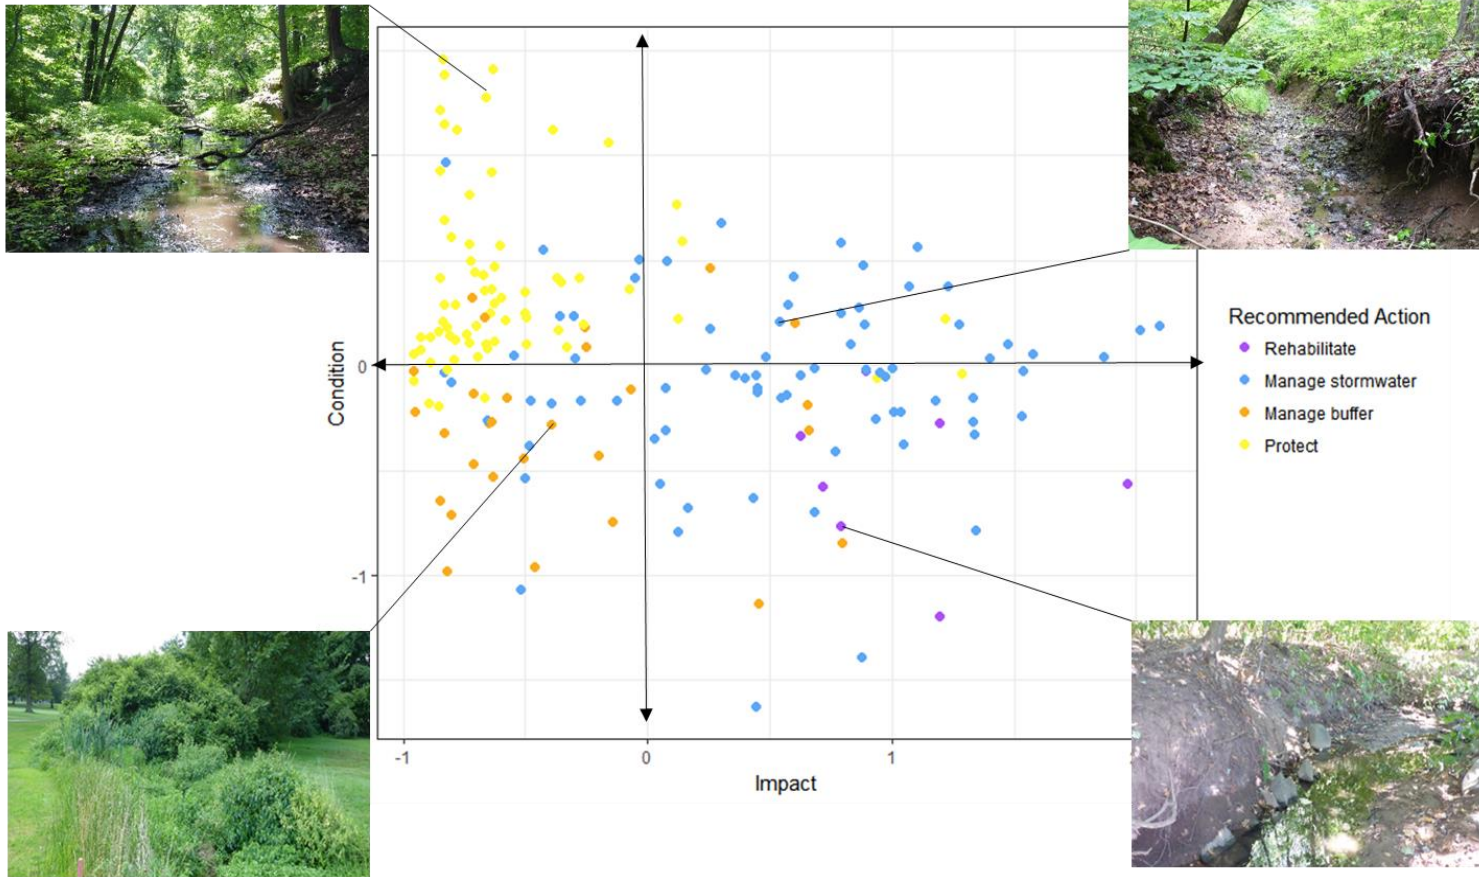 Condition
0
-1
-1
0
1
Impact
Recommended Action
Rehabilitate
Manage stormwater
Manage buffer
Protect